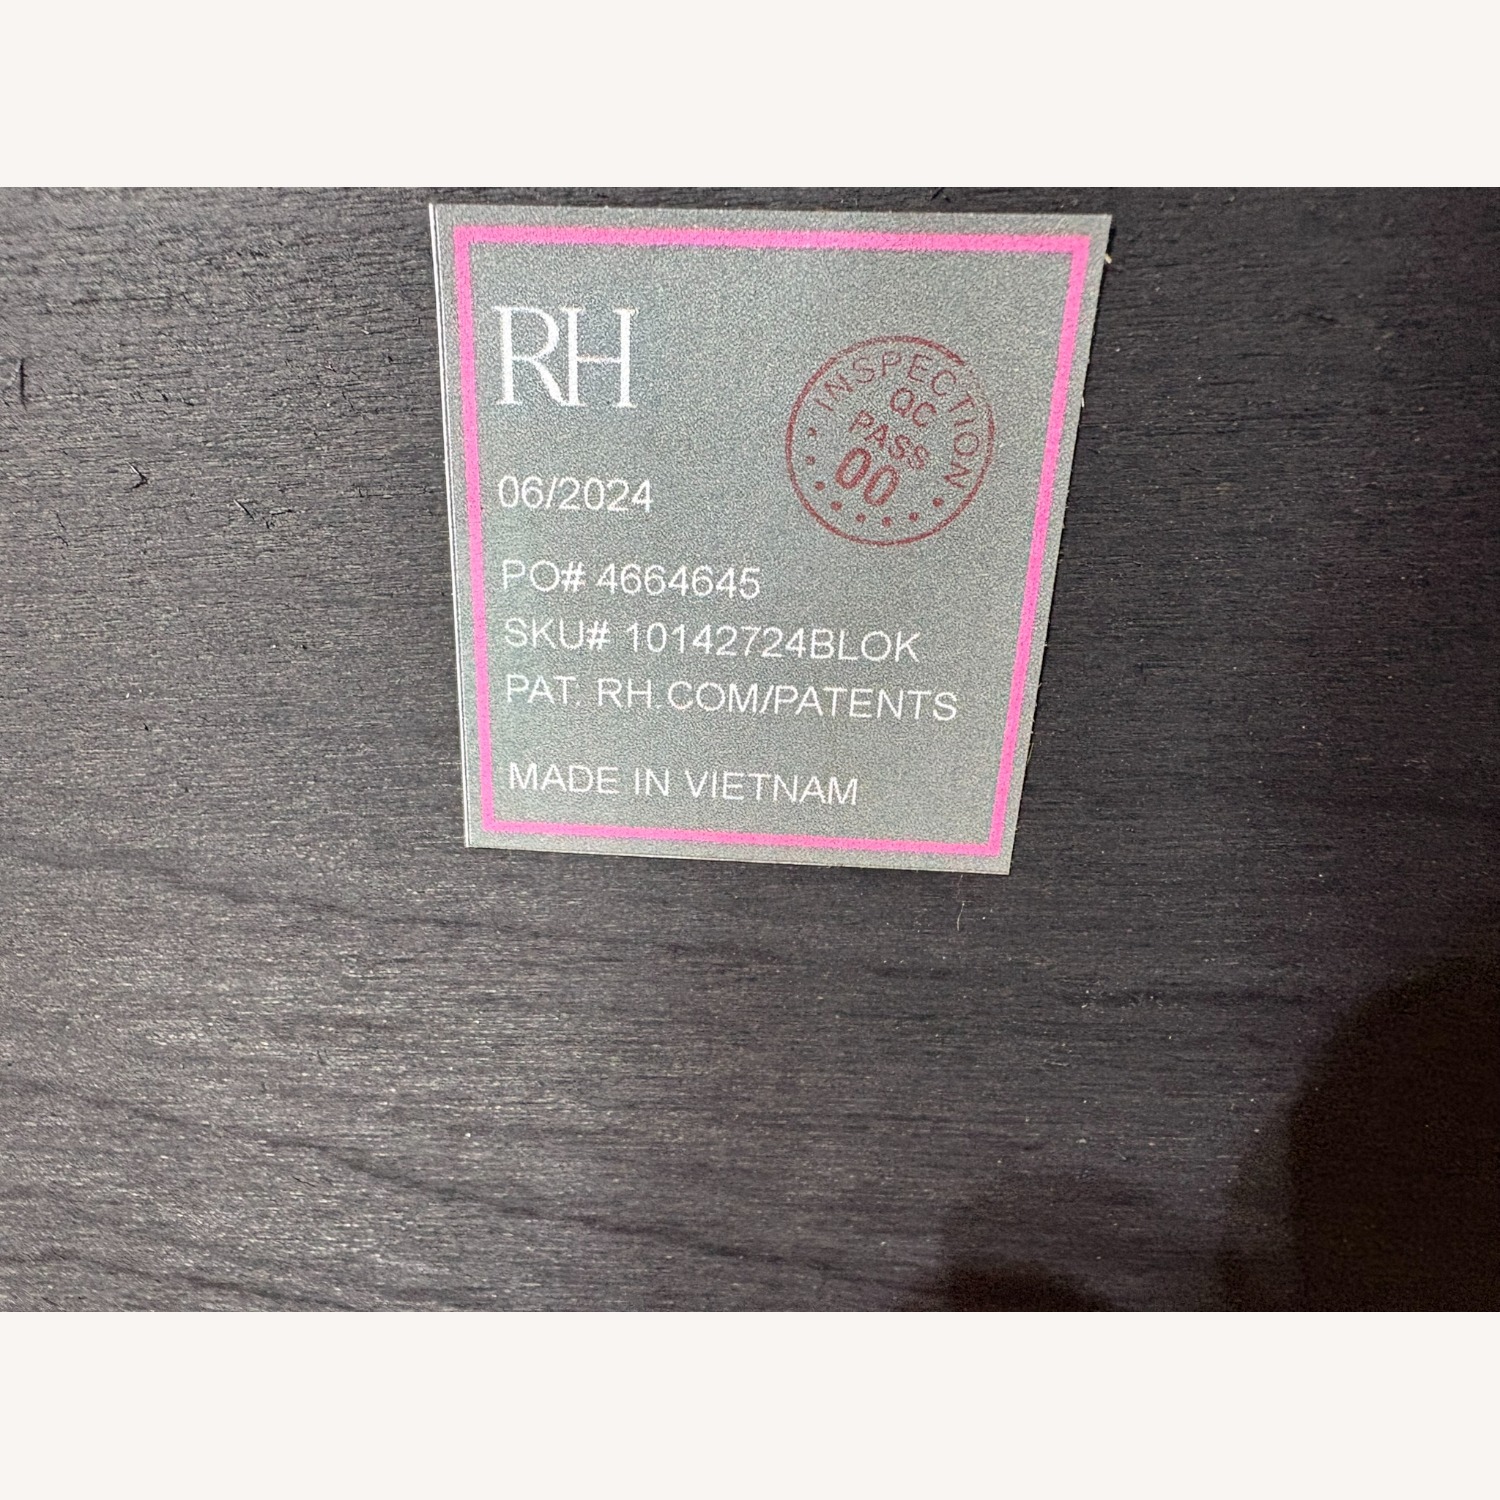 RH
INSPECTION
QC
PASS
00
06/2024
PO# 4664645
SKU# 10142724BLOK
PAT. RH.COM/PATENTS
MADE IN VIETNAM